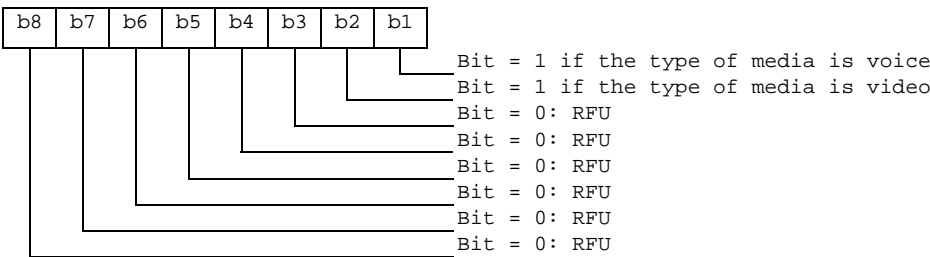 b8 b7 b6 b5 b4 b3 b2 b1
Bit = 1 if the type of media is voice
Bit = 1 if the type of media is video
Bit = 0: RFU
Bit = 0: RFU
Bit = 0: RFU
Bit = 0: RFU
Bit = 0: RFU
Bit = 0: RFU